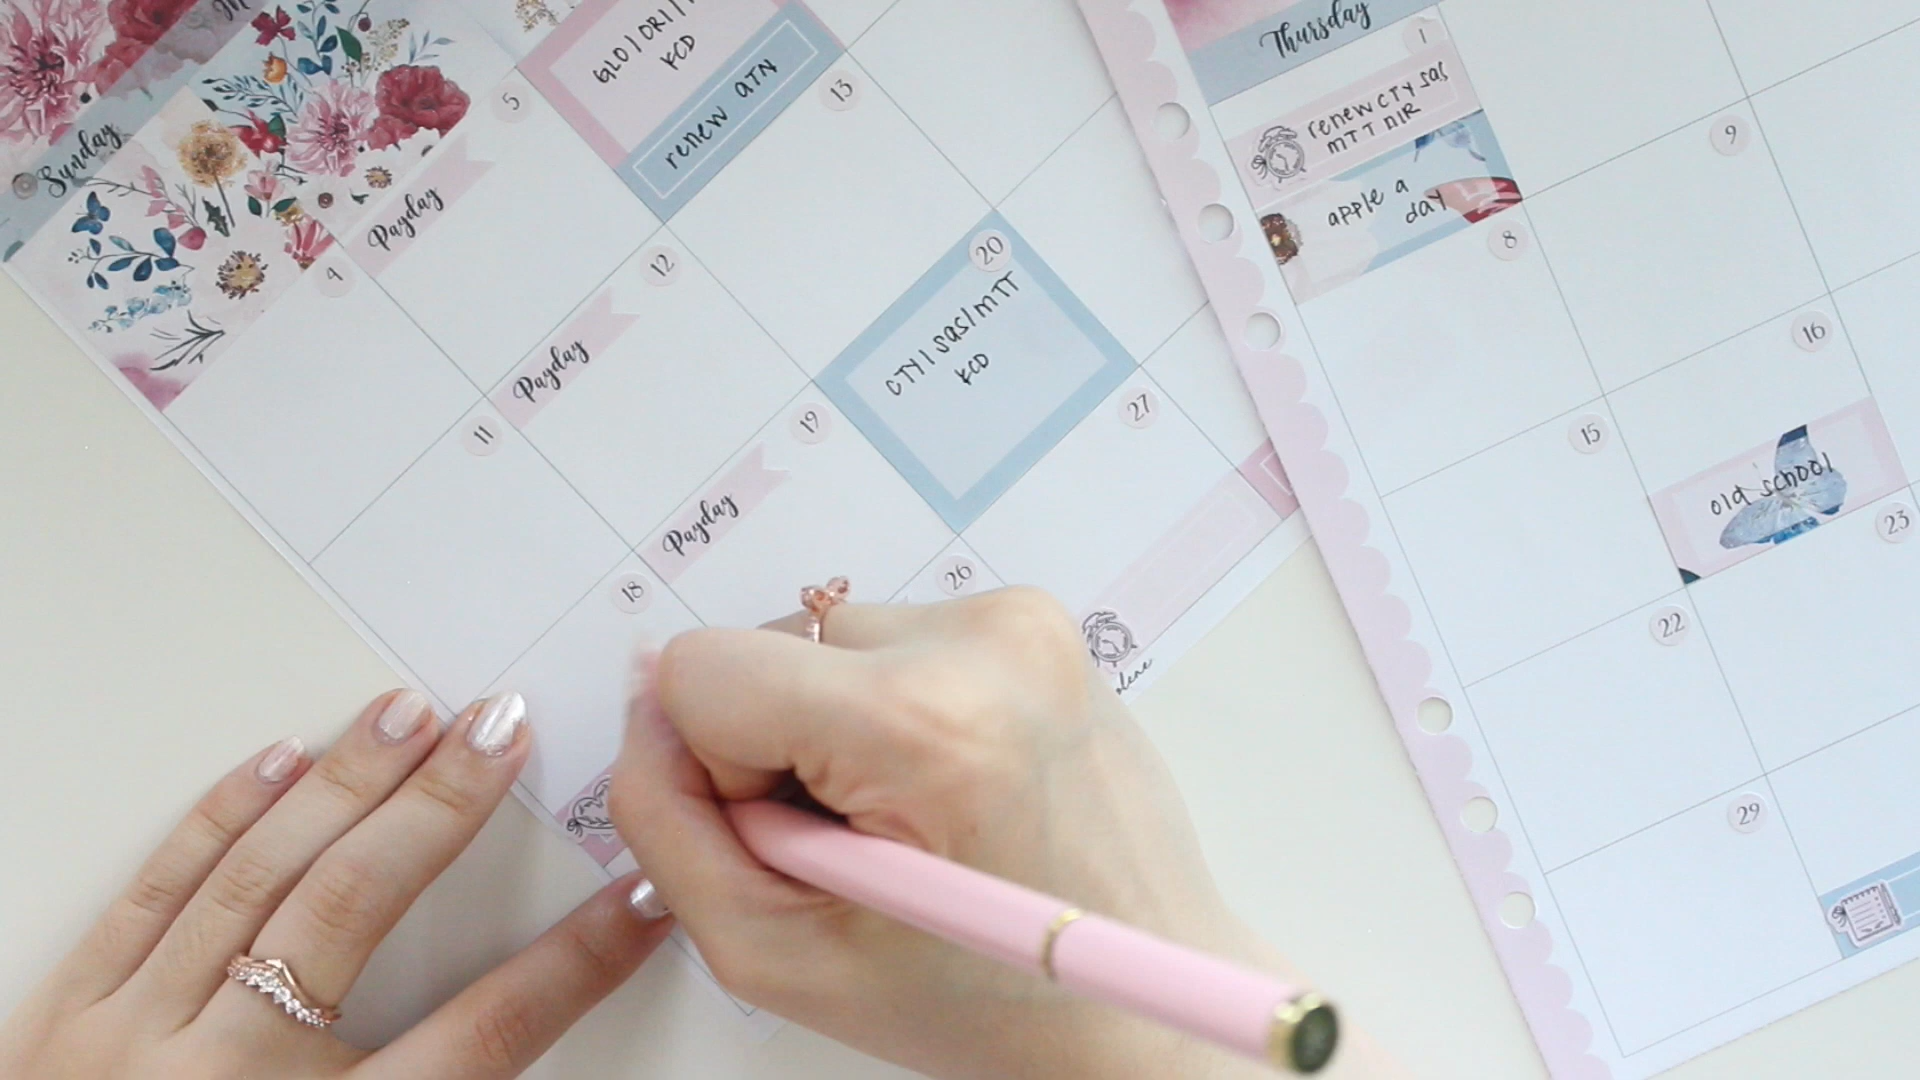 Sunday
4
Payday
5
GLO | ORI |
KCD
renew ATN
11
Payday
12
13
18
Payday
19
20
CTY | sas | MTT
KCD
26
27
Thursday
1
renew CTY sas
MTT NIR
apple a
day
8
9
15
16
old school
22
23
29